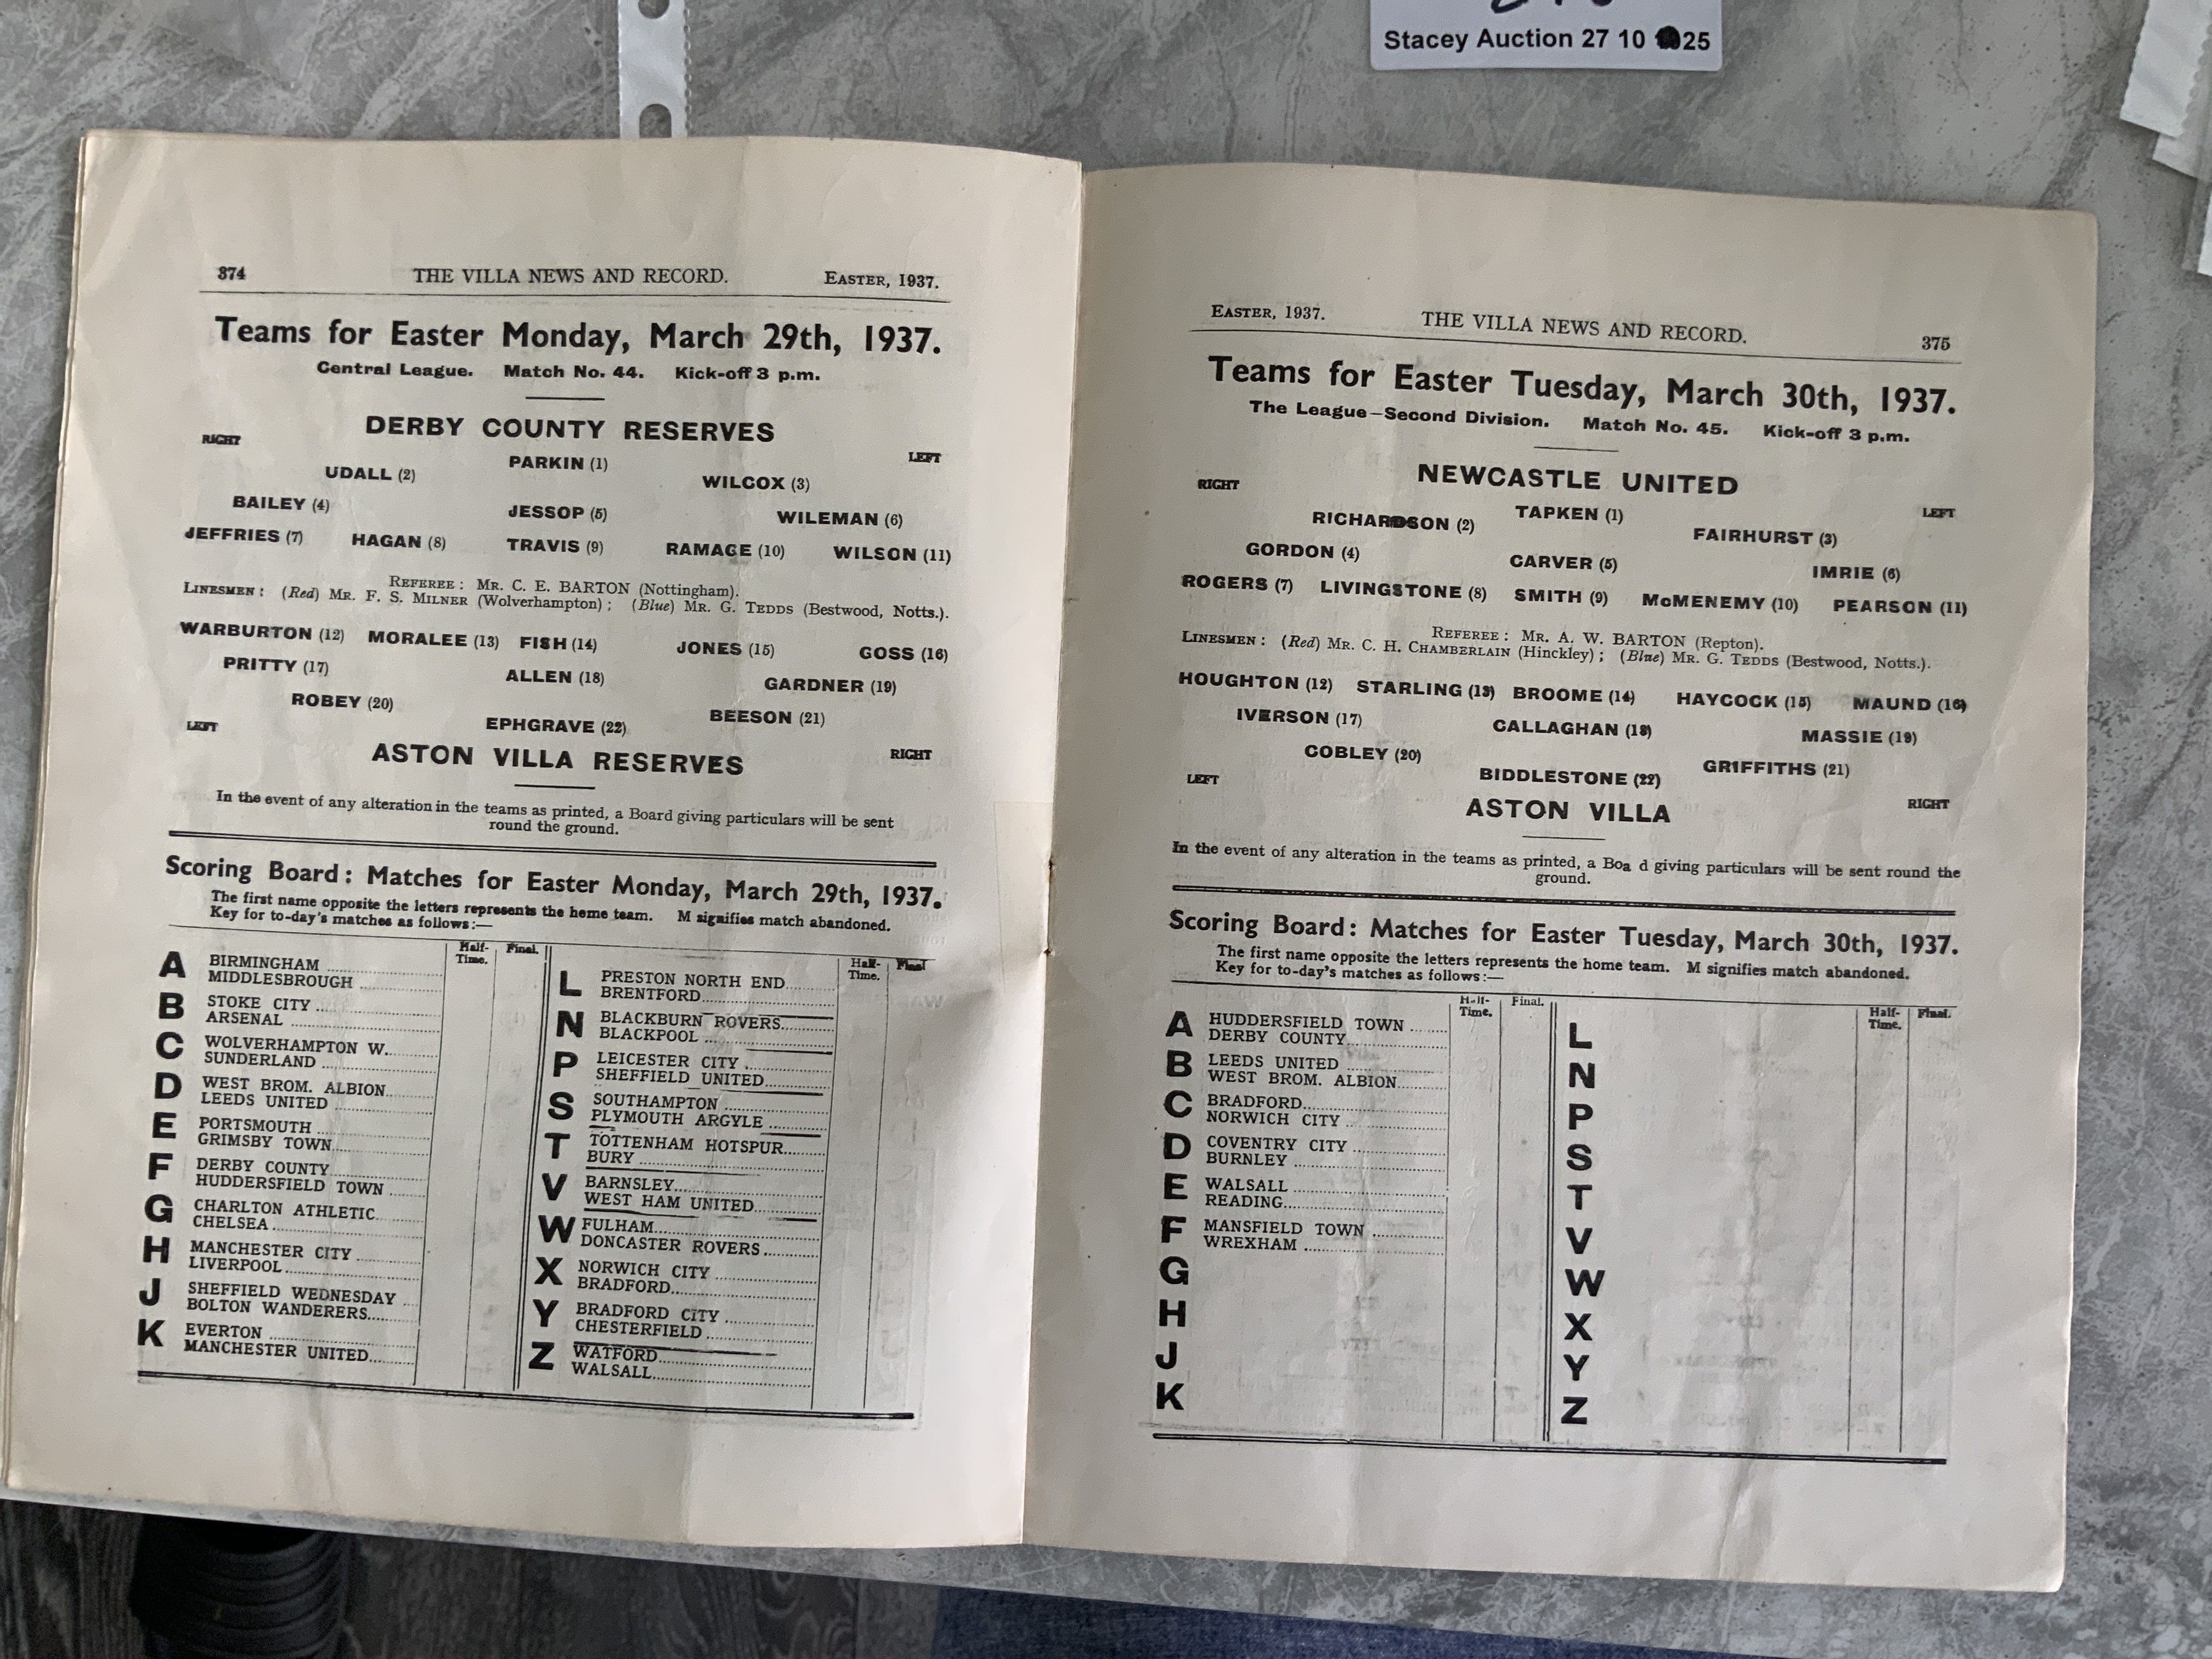 Stacey Auction 27 10 25
374 THE VILLA NEWS AND RECORD. EASTER, 1937.
Teams for Easter Monday, March 29th, 1937.
Central League. Match No. 44. Kick-off 3 p.m.
DERBY COUNTY RESERVES
RIGHT LEFT
PARKIN (1)
UDALL (2) WILCOX (3)
BAILEY (4) JESSOP (5) WILEMAN (6)
JEFFRIES (7) HAGAN (8) TRAVIS (9) RAMAGE (10) WILSON (11)
REFEREE : MR. C. E. BARTON (Nottingham).
LINESMEN : (Red) MR. F. S. MILNER (Wolverhampton) ; (Blue) MR. G. TEDDS (Bestwood, Notts.).
WARBURTON (12) MORALEE (13) FISH (14) JONES (15) GOSS (16)
PRITTY (17) ALLEN (18) GARDNER (19)
ROBEY (20) BEESON (21)
EPHGRAVE (22)
LEFT RIGHT
ASTON VILLA RESERVES
In the event of any alteration in the teams as printed, a Board giving particulars will be sent
round the ground.
Scoring Board : Matches for Easter Monday, March 29th, 1937.
The first name opposite the letters represents the home team. M signifies match abandoned.
Key for to-day's matches as follows:—
Half-Time. Final.
A BIRMINGHAM
MIDDLESBROUGH
B STOKE CITY
ARSENAL
C WOLVERHAMPTON W.
SUNDERLAND
D WEST BROM. ALBION
LEEDS UNITED
E PORTSMOUTH
GRIMSBY TOWN
F DERBY COUNTY
HUDDERSFIELD TOWN
G CHARLTON ATHLETIC
CHELSEA
H MANCHESTER CITY
LIVERPOOL
J SHEFFIELD WEDNESDAY
BOLTON WANDERERS
K EVERTON
MANCHESTER UNITED
Half-Time. Final
L PRESTON NORTH END
BRENTFORD
N BLACKBURN ROVERS
BLACKPOOL
P LEICESTER CITY
SHEFFIELD UNITED
S SOUTHAMPTON
PLYMOUTH ARGYLE
T TOTTENHAM HOTSPUR
BURY
V BARNSLEY
WEST HAM UNITED
W FULHAM
DONCASTER ROVERS
X NORWICH CITY
BRADFORD
Y BRADFORD CITY
CHESTERFIELD
Z WATFORD
WALSALL
EASTER, 1937. THE VILLA NEWS AND RECORD. 375
Teams for Easter Tuesday, March 30th, 1937.
The League—Second Division. Match No. 45. Kick-off 3 p.m.
NEWCASTLE UNITED
RIGHT LEFT
TAPKEN (1)
RICHARDSON (2) FAIRHURST (3)
GORDON (4) CARVER (5) IMRIE (6)
ROGERS (7) LIVINGSTONE (8) SMITH (9) McMENEMY (10) PEARSON (11)
REFEREE : MR. A. W. BARTON (Repton).
LINESMEN : (Red) MR. C. H. CHAMBERLAIN (Hinckley) ; (Blue) MR. G. TEDDS (Bestwood, Notts.).
HOUGHTON (12) STARLING (13) BROOME (14) HAYCOCK (15) MAUND (16)
IVERSON (17) CALLAGHAN (18) MASSIE (19)
COBLEY (20) GRIFFITHS (21)
BIDDLESTONE (22)
LEFT RIGHT
ASTON VILLA
In the event of any alteration in the teams as printed, a Boa d giving particulars will be sent round the
ground.
Scoring Board : Matches for Easter Tuesday, March 30th, 1937.
The first name opposite the letters represents the home team. M signifies match abandoned.
Key for to-day's matches as follows:—
Half-Time. Final.
A HUDDERSFIELD TOWN
DERBY COUNTY
B LEEDS UNITED
WEST BROM. ALBION
C BRADFORD
NORWICH CITY
D COVENTRY CITY
BURNLEY
E WALSALL
READING
F MANSFIELD TOWN
WREXHAM
G
H
J
K
Half-Time. Final.
L
N
P
S
T
V
W
X
Y
Z